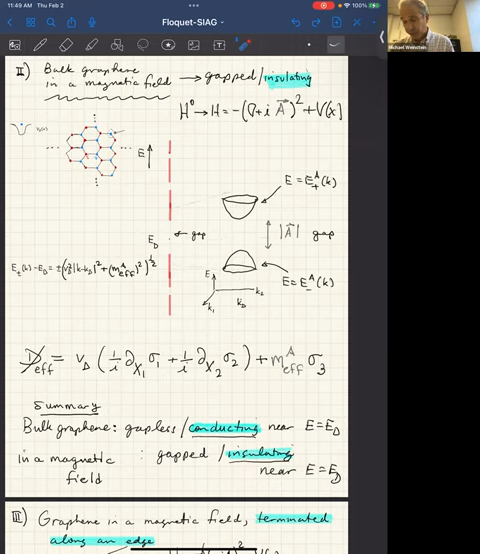 11:49 AM Thu Feb 2
100%
Floquet-SIAG
Michael Weinstein
II) Bulk graphene → gapped/insulating
in a magnetic field
H⁰ → H = -(∇+i A⃗)² + V(x)
E
E = E₊ᴬ(k)
E_D ← gap
|A⃗| gap
E±(k) - E_D = ±(v_D²|k-k_D|² + (m_eff^A)²)^½
E
E = E₋ᴬ(k)
k₂
k₁ k_D
D̸_eff = v_D (1/i ∂_X₁ σ₁ + 1/i ∂_X₂ σ₂) + m_eff^A σ₃
Summary
Bulk graphene: gapless/conducting near E=E_D
in a magnetic : gapped/insulating
field near E=E_D
III) Graphene in a magnetic field, terminated
along an edge